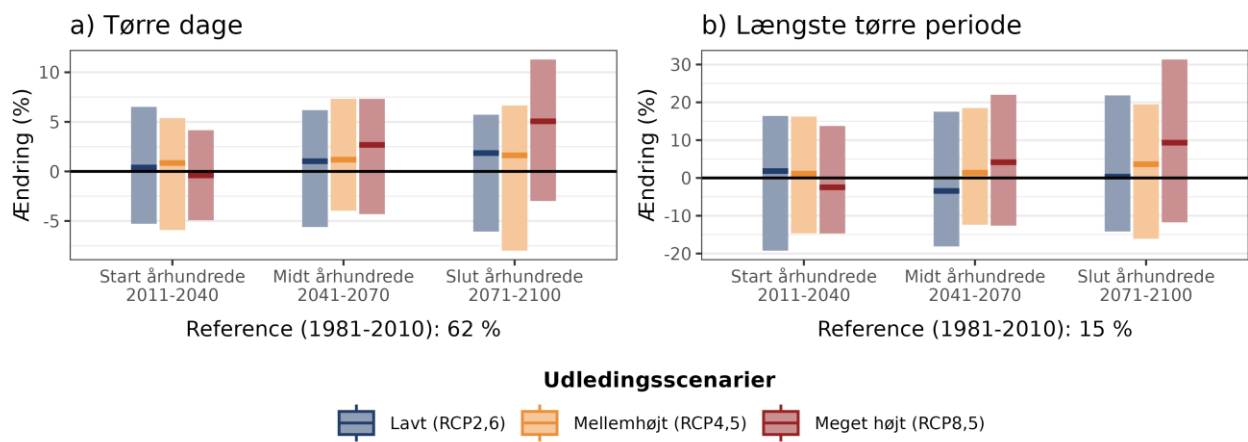 a) Tørre dage
Ændring (%)
10
5
0
-5
Start århundrede
2011-2040
Midt århundrede
2041-2070
Slut århundrede
2071-2100
Reference (1981-2010): 62 %
b) Længste tørre periode
Ændring (%)
30
20
10
0
-10
-20
Start århundrede
2011-2040
Midt århundrede
2041-2070
Slut århundrede
2071-2100
Reference (1981-2010): 15 %
Udledingsscenarier
Lavt (RCP2,6)
Mellemhøjt (RCP4,5)
Meget højt (RCP8,5)